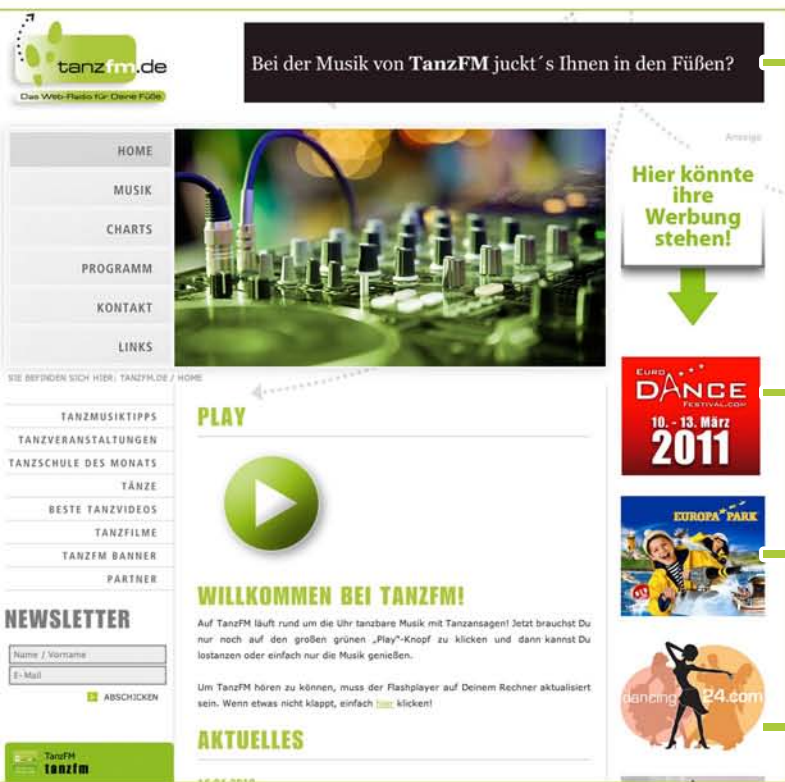 tanzfm.de
Das Web-Radio für Deine Füße
Bei der Musik von TanzFM juckt´s Ihnen in den Füßen?
HOME
MUSIK
CHARTS
PROGRAMM
KONTAKT
LINKS
Anzeige
Hier könnte
ihre
Werbung
stehen!
SIE BEFINDEN SICH HIER: TANZFM.DE / HOME
TANZMUSIKTIPPS
TANZVERANSTALTUNGEN
TANZSCHULE DES MONATS
TÄNZE
BESTE TANZVIDEOS
TANZFILME
TANZFM BANNER
PARTNER
NEWSLETTER
Name / Vorname
E-Mail
ABSCHICKEN
TanzFM
tanzfm
PLAY
WILLKOMMEN BEI TANZFM!
Auf TanzFM läuft rund um die Uhr tanzbare Musik mit Tanzansagen! Jetzt brauchst Du
nur noch auf den großen grünen „Play"-Knopf zu klicken und dann kannst Du
lostanzen oder einfach nur die Musik genießen.
Um TanzFM hören zu können, muss der Flashplayer auf Deinem Rechner aktualisiert
sein. Wenn etwas nicht klappt, einfach hier klicken!
AKTUELLES
EURO
DANCE
FESTIVAL.COM
10. - 13. März
2011
EUROPA PARK
dancing 24.com